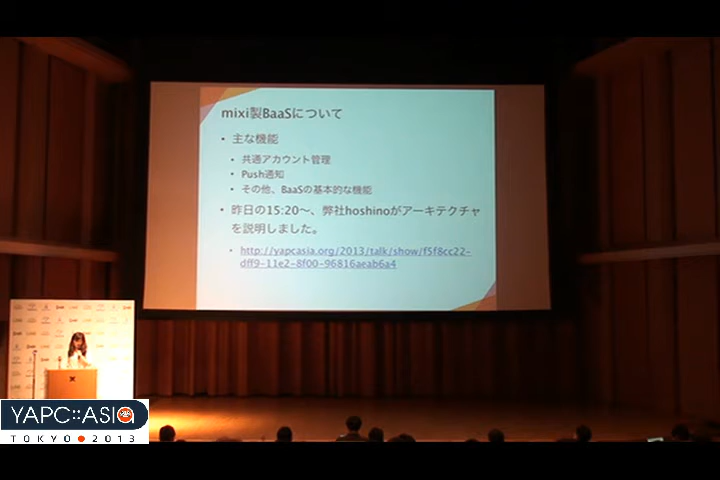 mixi製BaaSについて
• 主な機能
• 共通アカウント管理
• Push通知
• その他、BaaSの基本的な機能
• 昨日の15:20〜、弊社hoshinoがアーキテクチャ
を説明しました。
• http://yapcasia.org/2013/talk/show/f5f8cc22-
dff9-11e2-8f00-96816aeab6a4
YAPC::ASIA
TOKYO 2013